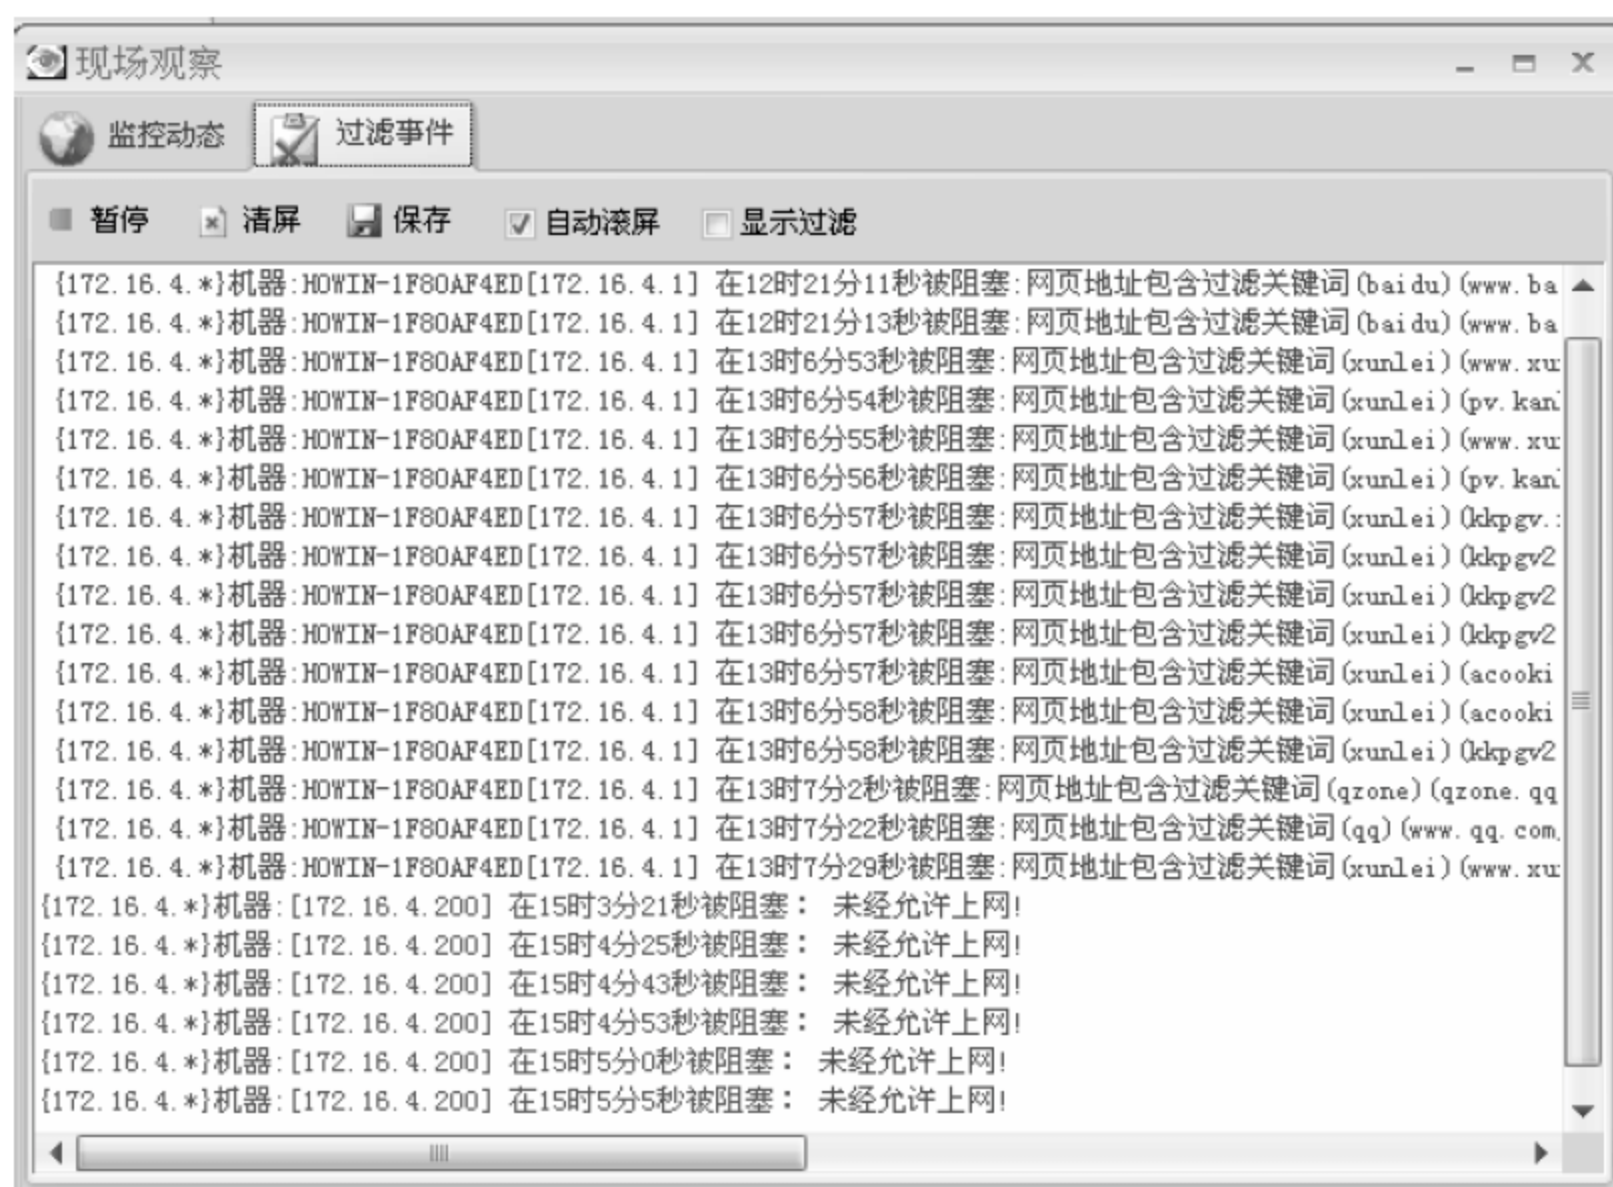 现场观察
监控动态 过滤事件
暂停 清屏 保存 自动滚屏 显示过滤
{172.16.4.*}机器:HOWIN-1F80AF4ED[172.16.4.1] 在12时21分11秒被阻塞:网页地址包含过滤关键词(baidu)(www.ba
{172.16.4.*}机器:HOWIN-1F80AF4ED[172.16.4.1] 在12时21分13秒被阻塞:网页地址包含过滤关键词(baidu)(www.ba
{172.16.4.*}机器:HOWIN-1F80AF4ED[172.16.4.1] 在13时6分53秒被阻塞:网页地址包含过滤关键词(xunlei)(www.xu
{172.16.4.*}机器:HOWIN-1F80AF4ED[172.16.4.1] 在13时6分54秒被阻塞:网页地址包含过滤关键词(xunlei)(pv.kan
{172.16.4.*}机器:HOWIN-1F80AF4ED[172.16.4.1] 在13时6分55秒被阻塞:网页地址包含过滤关键词(xunlei)(www.xu
{172.16.4.*}机器:HOWIN-1F80AF4ED[172.16.4.1] 在13时6分56秒被阻塞:网页地址包含过滤关键词(xunlei)(pv.kan
{172.16.4.*}机器:HOWIN-1F80AF4ED[172.16.4.1] 在13时6分57秒被阻塞:网页地址包含过滤关键词(xunlei)(kkpgv.
{172.16.4.*}机器:HOWIN-1F80AF4ED[172.16.4.1] 在13时6分57秒被阻塞:网页地址包含过滤关键词(xunlei)(kkpgv2
{172.16.4.*}机器:HOWIN-1F80AF4ED[172.16.4.1] 在13时6分57秒被阻塞:网页地址包含过滤关键词(xunlei)(kkpgv2
{172.16.4.*}机器:HOWIN-1F80AF4ED[172.16.4.1] 在13时6分57秒被阻塞:网页地址包含过滤关键词(xunlei)(kkpgv2
{172.16.4.*}机器:HOWIN-1F80AF4ED[172.16.4.1] 在13时6分57秒被阻塞:网页地址包含过滤关键词(xunlei)(acooki
{172.16.4.*}机器:HOWIN-1F80AF4ED[172.16.4.1] 在13时6分58秒被阻塞:网页地址包含过滤关键词(xunlei)(acooki
{172.16.4.*}机器:HOWIN-1F80AF4ED[172.16.4.1] 在13时6分58秒被阻塞:网页地址包含过滤关键词(xunlei)(kkpgv2
{172.16.4.*}机器:HOWIN-1F80AF4ED[172.16.4.1] 在13时7分2秒被阻塞:网页地址包含过滤关键词(qzone)(qzone.qq
{172.16.4.*}机器:HOWIN-1F80AF4ED[172.16.4.1] 在13时7分22秒被阻塞:网页地址包含过滤关键词(qq)(www.qq.com
{172.16.4.*}机器:HOWIN-1F80AF4ED[172.16.4.1] 在13时7分29秒被阻塞:网页地址包含过滤关键词(xunlei)(www.xu
{172.16.4.*}机器:[172.16.4.200] 在15时3分21秒被阻塞： 未经允许上网!
{172.16.4.*}机器:[172.16.4.200] 在15时4分25秒被阻塞： 未经允许上网!
{172.16.4.*}机器:[172.16.4.200] 在15时4分43秒被阻塞： 未经允许上网!
{172.16.4.*}机器:[172.16.4.200] 在15时4分53秒被阻塞： 未经允许上网!
{172.16.4.*}机器:[172.16.4.200] 在15时5分0秒被阻塞： 未经允许上网!
{172.16.4.*}机器:[172.16.4.200] 在15时5分5秒被阻塞： 未经允许上网!